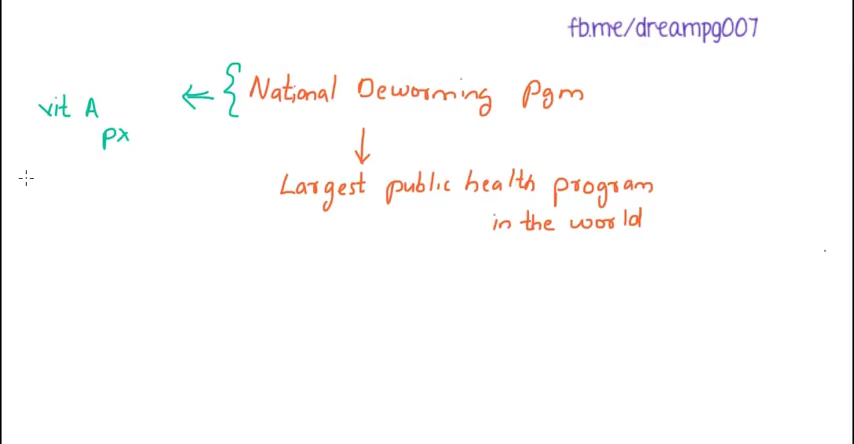 fb.me/dreampg007
National Deworming Pgm
vit A
px
Largest public health program
in the world